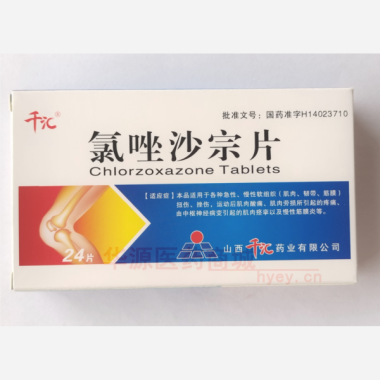 千汇®
批准文号：国药准字H14023710
氯唑沙宗片
Chlorzoxazone Tablets
【适应症】本品适用于各种急性、慢性软组织（肌肉、韧带、筋膜）
扭伤、挫伤，运动后肌肉酸痛，肌肉劳损所引起的疼痛，
由中枢神经病变引起的肌肉痉挛以及慢性筋膜炎等。
24片
山西千汇药业有限公司
华源医药商城
hyey.cn